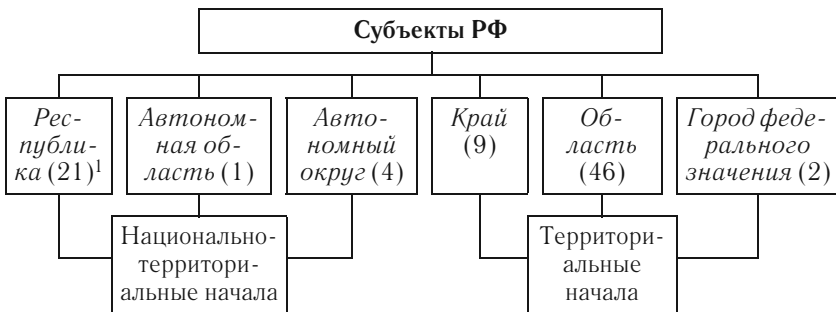 Субъекты РФ
Рес-
публи-
ка (21)¹
Автоном-
ная об-
ласть (1)
Авто-
номный
округ (4)
Край
(9)
Об-
ласть
(46)
Город феде-
рального
значения (2)
Национально-
территори-
альные начала
Территори-
альные
начала